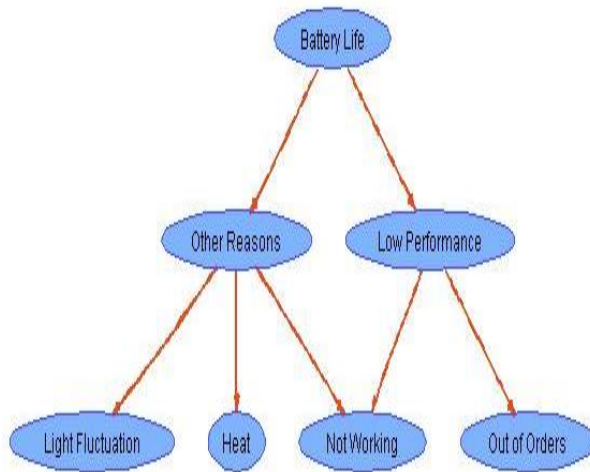 Battery Life
Other Reasons
Low Performance
Light Fluctuation
Heat
Not Working
Out of Orders